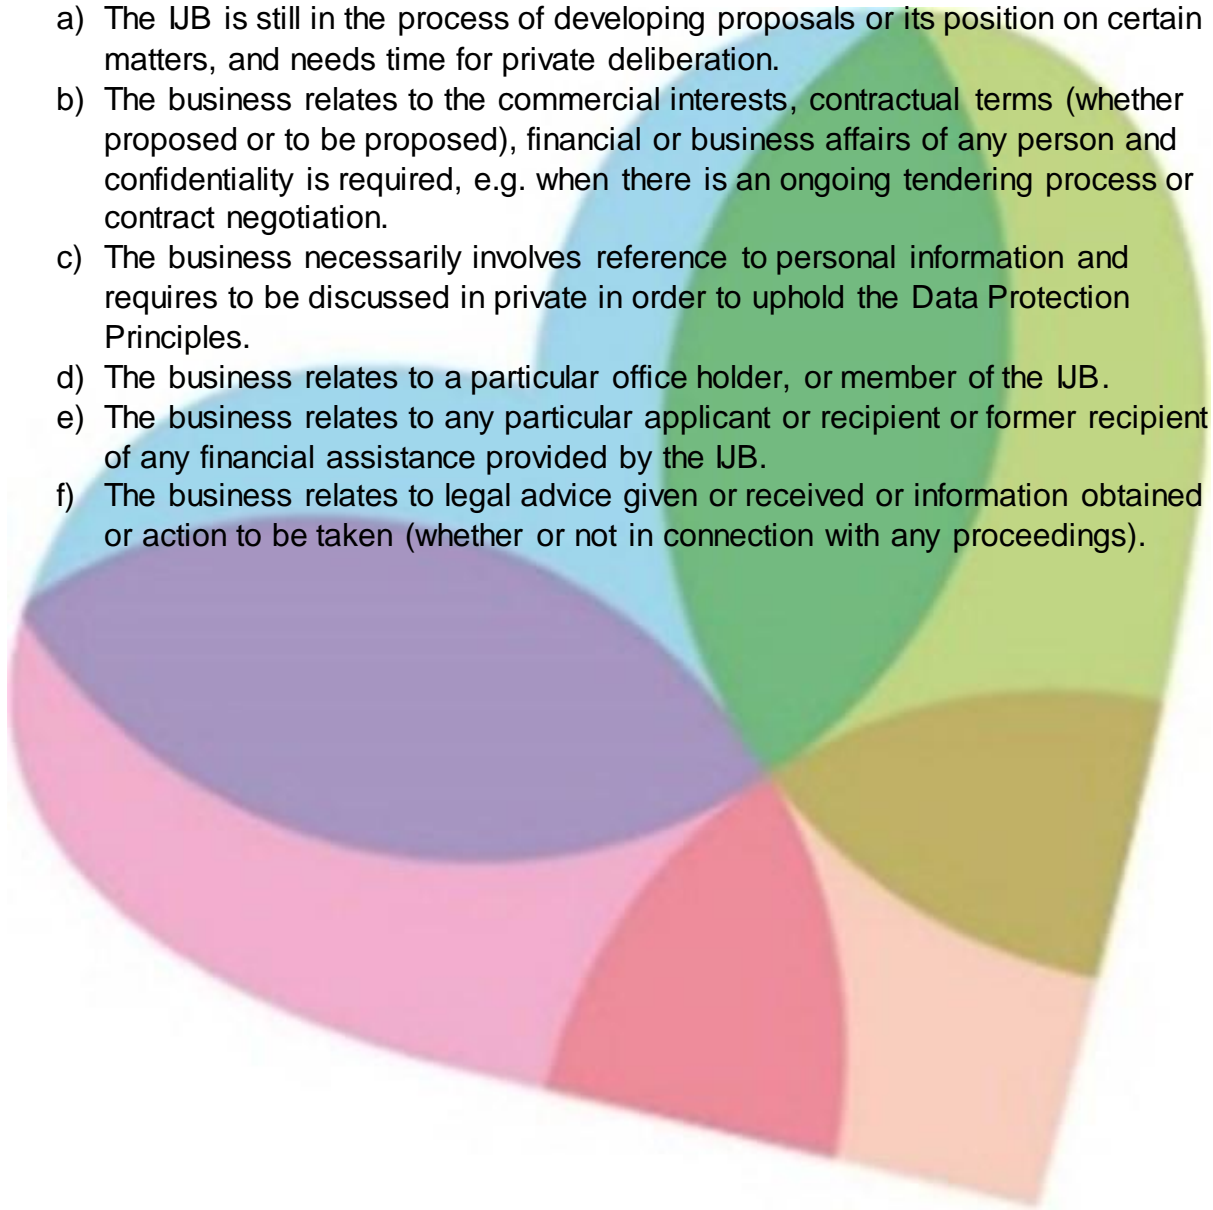 a) The IJB is still in the process of developing proposals or its position on certain
matters, and needs time for private deliberation.
b) The business relates to the commercial interests, contractual terms (whether
proposed or to be proposed), financial or business affairs of any person and
confidentiality is required, e.g. when there is an ongoing tendering process or
contract negotiation.
c) The business necessarily involves reference to personal information and
requires to be discussed in private in order to uphold the Data Protection
Principles.
d) The business relates to a particular office holder, or member of the IJB.
e) The business relates to any particular applicant or recipient or former recipient
of any financial assistance provided by the IJB.
f) The business relates to legal advice given or received or information obtained
or action to be taken (whether or not in connection with any proceedings).